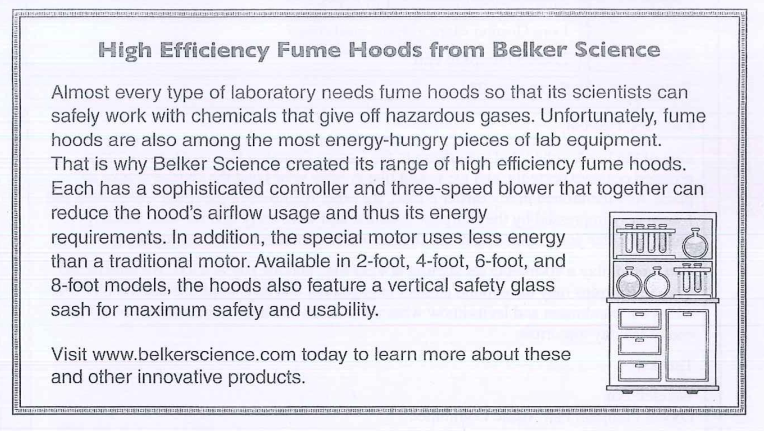 High Efficiency Fume Hoods from Belker Science
Almost every type of laboratory needs fume hoods so that its scientists can
safely work with chemicals that give off hazardous gases. Unfortunately, fume
hoods are also among the most energy-hungry pieces of lab equipment.
That is why Belker Science created its range of high efficiency fume hoods.
Each has a sophisticated controller and three-speed blower that together can
reduce the hood's airflow usage and thus its energy
requirements. In addition, the special motor uses less energy
than a traditional motor. Available in 2-foot, 4-foot, 6-foot, and
8-foot models, the hoods also feature a vertical safety glass
sash for maximum safety and usability.
Visit www.belkerscience.com today to learn more about these
and other innovative products.